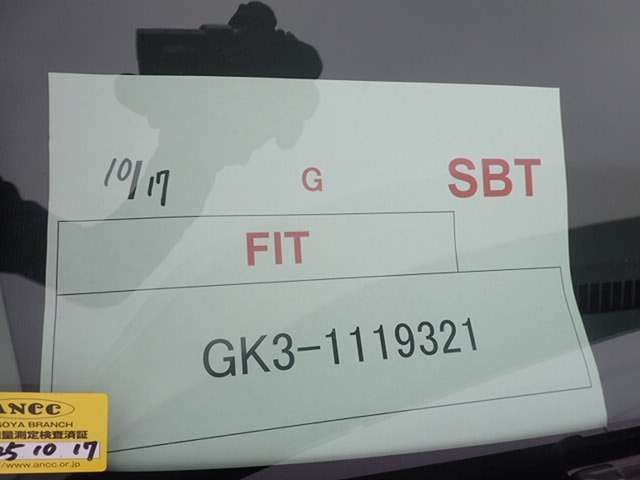 10/17 G SBT
FIT
GK3-1119321
ANCC
GOYA BRANCH
量測定検査済証
25 10 17
//www.ancc.or.jp